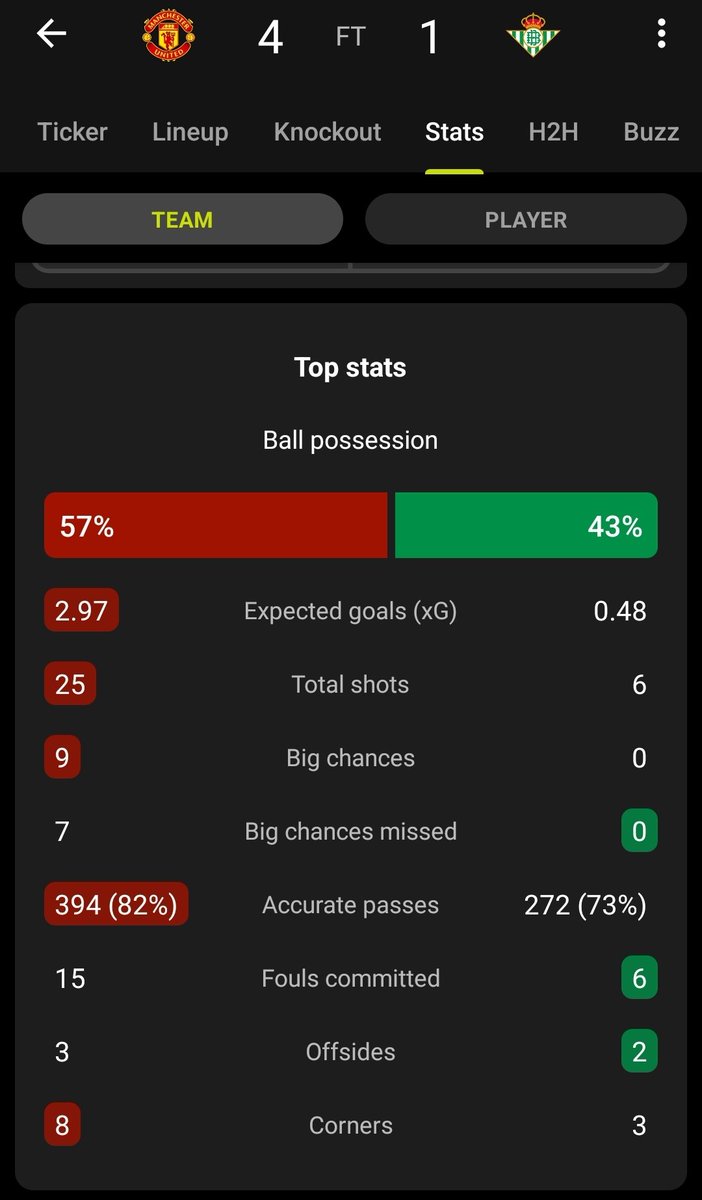 MANCHESTER
UNITED
4 FT 1
Ticker Lineup Knockout Stats H2H Buzz
TEAM PLAYER
Top stats
Ball possession
57% 43%
2.97 Expected goals (xG) 0.48
25 Total shots 6
9 Big chances 0
7 Big chances missed 0
394 (82%) Accurate passes 272 (73%)
15 Fouls committed 6
3 Offsides 2
8 Corners 3